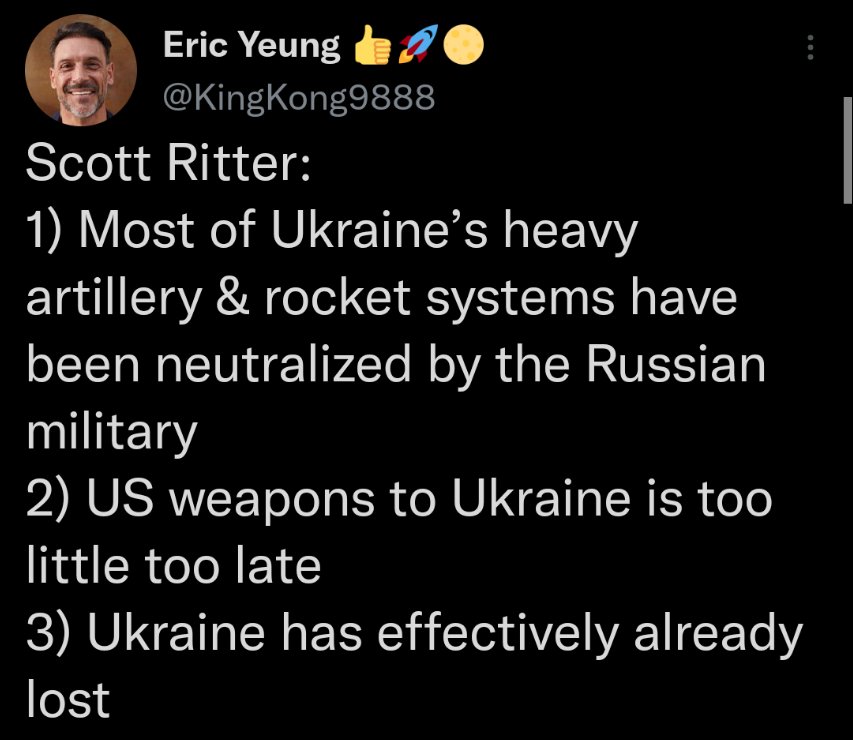 Eric Yeung 👍🚀🌕
@KingKong9888
Scott Ritter:
1) Most of Ukraine’s heavy
artillery & rocket systems have
been neutralized by the Russian
military
2) US weapons to Ukraine is too
little too late
3) Ukraine has effectively already
lost